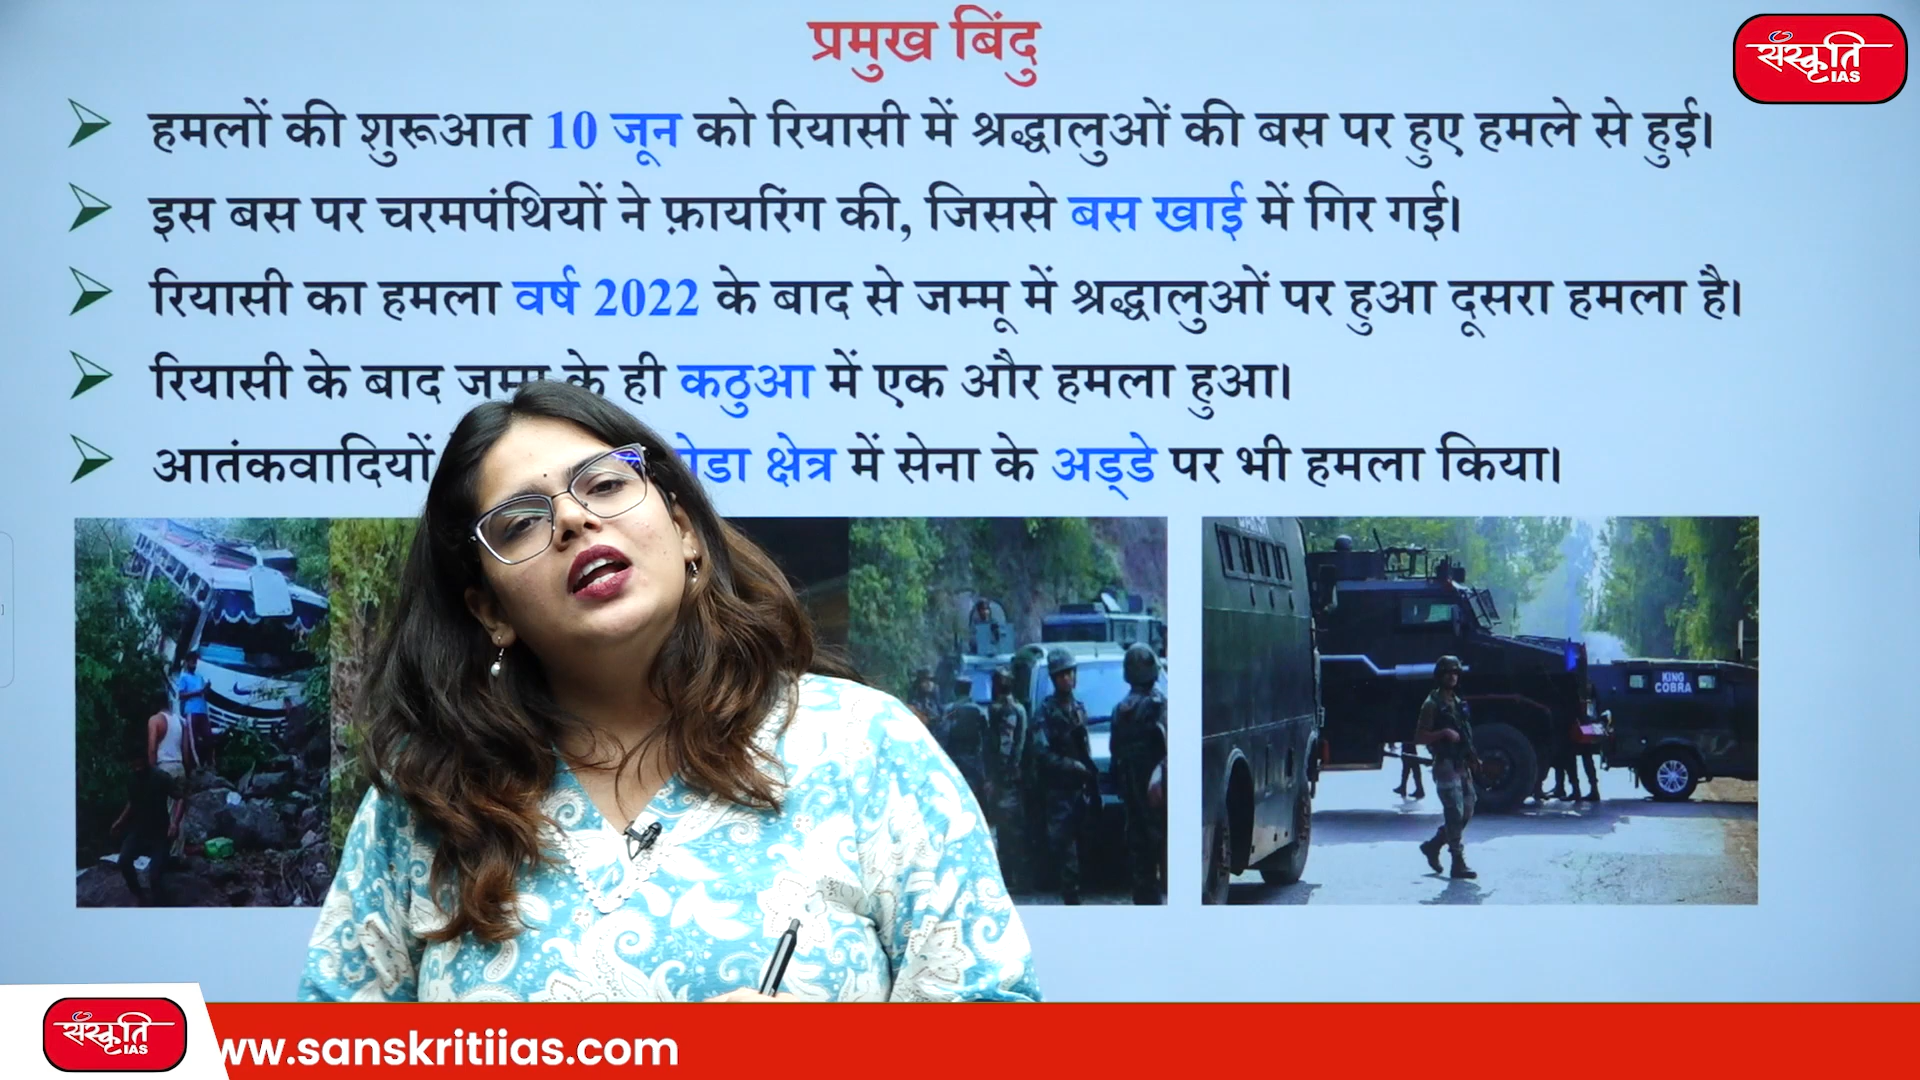 प्रमुख बिंदु
संस्कृति
IAS
हमलों की शुरूआत 10 जून को रियासी में श्रद्धालुओं की बस पर हुए हमले से हुई।
इस बस पर चरमपंथियों ने फ़ायरिंग की, जिससे बस खाई में गिर गई।
रियासी का हमला वर्ष 2022 के बाद से जम्मू में श्रद्धालुओं पर हुआ दूसरा हमला है।
रियासी के बाद जम्मू के ही कठुआ में एक और हमला हुआ।
आतंकवादियों क्षेत्र में सेना के अड्डे पर भी हमला किया।
KING
COBRA
संस्कृति
IAS
ww.sanskritiias.com